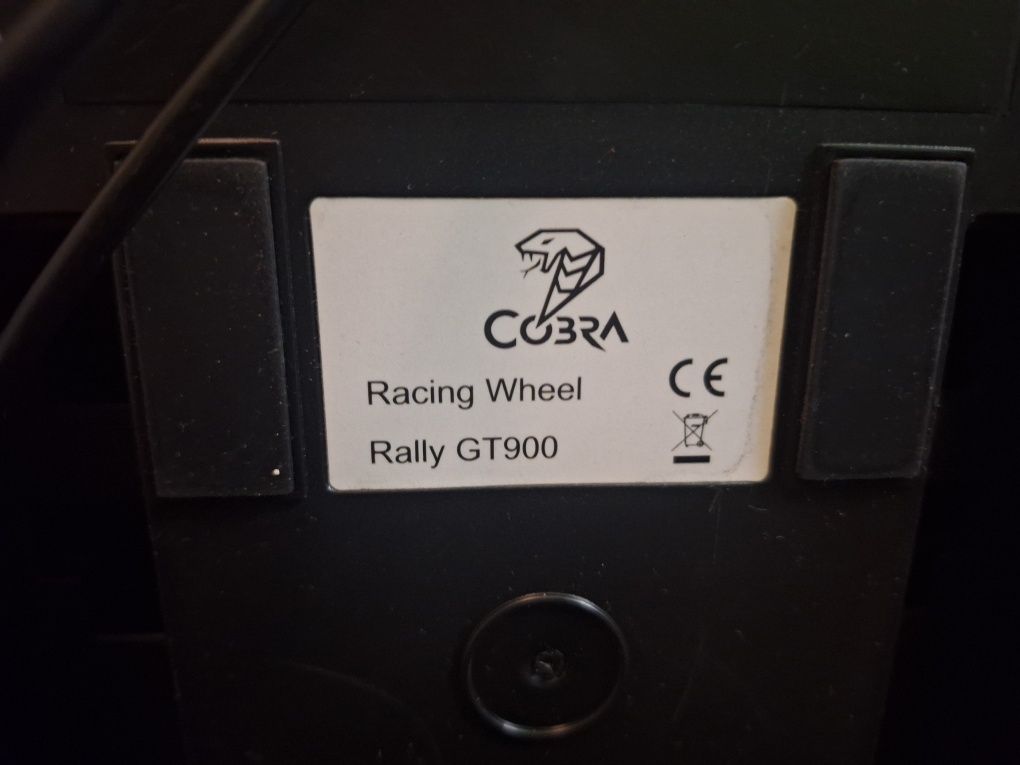 COBRA
Racing Wheel
CE
Rally GT900